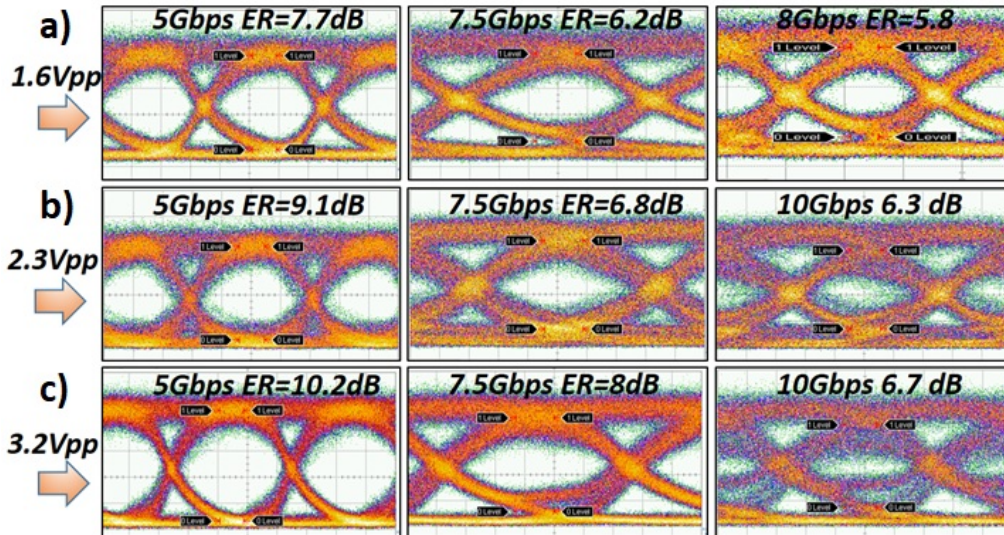 a)
5Gbps ER=7.7dB
7.5Gbps ER=6.2dB
8Gbps ER=5.8
1.6Vpp
1 Level 1 Level
1 Level 1 Level
1 Level 1 Level
0 Level 0 Level
0 Level 0 Level
0 Level 0 Level
b)
5Gbps ER=9.1dB
7.5Gbps ER=6.8dB
10Gbps 6.3 dB
2.3Vpp
1 Level 1 Level
1 Level 1 Level
1 Level 1 Level
0 Level 0 Level
0 Level 0 Level
0 Level 0 Level
c)
5Gbps ER=10.2dB
7.5Gbps ER=8dB
10Gbps 6.7 dB
3.2Vpp
1 Level 1 Level
1 Level 1 Level
1 Level 1 Level
0 Level 0 Level
0 Level 0 Level
0 Level 0 Level